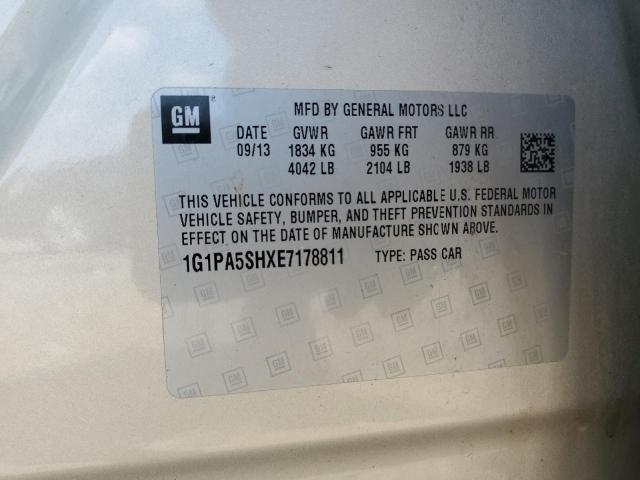 GM
MFD BY GENERAL MOTORS LLC
DATE GVWR GAWR FRT GAWR RR
09/13 1834 KG 955 KG 879 KG
4042 LB 2104 LB 1938 LB
THIS VEHICLE CONFORMS TO ALL APPLICABLE U.S. FEDERAL MOTOR
VEHICLE SAFETY, BUMPER, AND THEFT PREVENTION STANDARDS IN
EFFECT ON THE DATE OF MANUFACTURE SHOWN ABOVE.
1G1PA5SHXE7178811 TYPE: PASS CAR